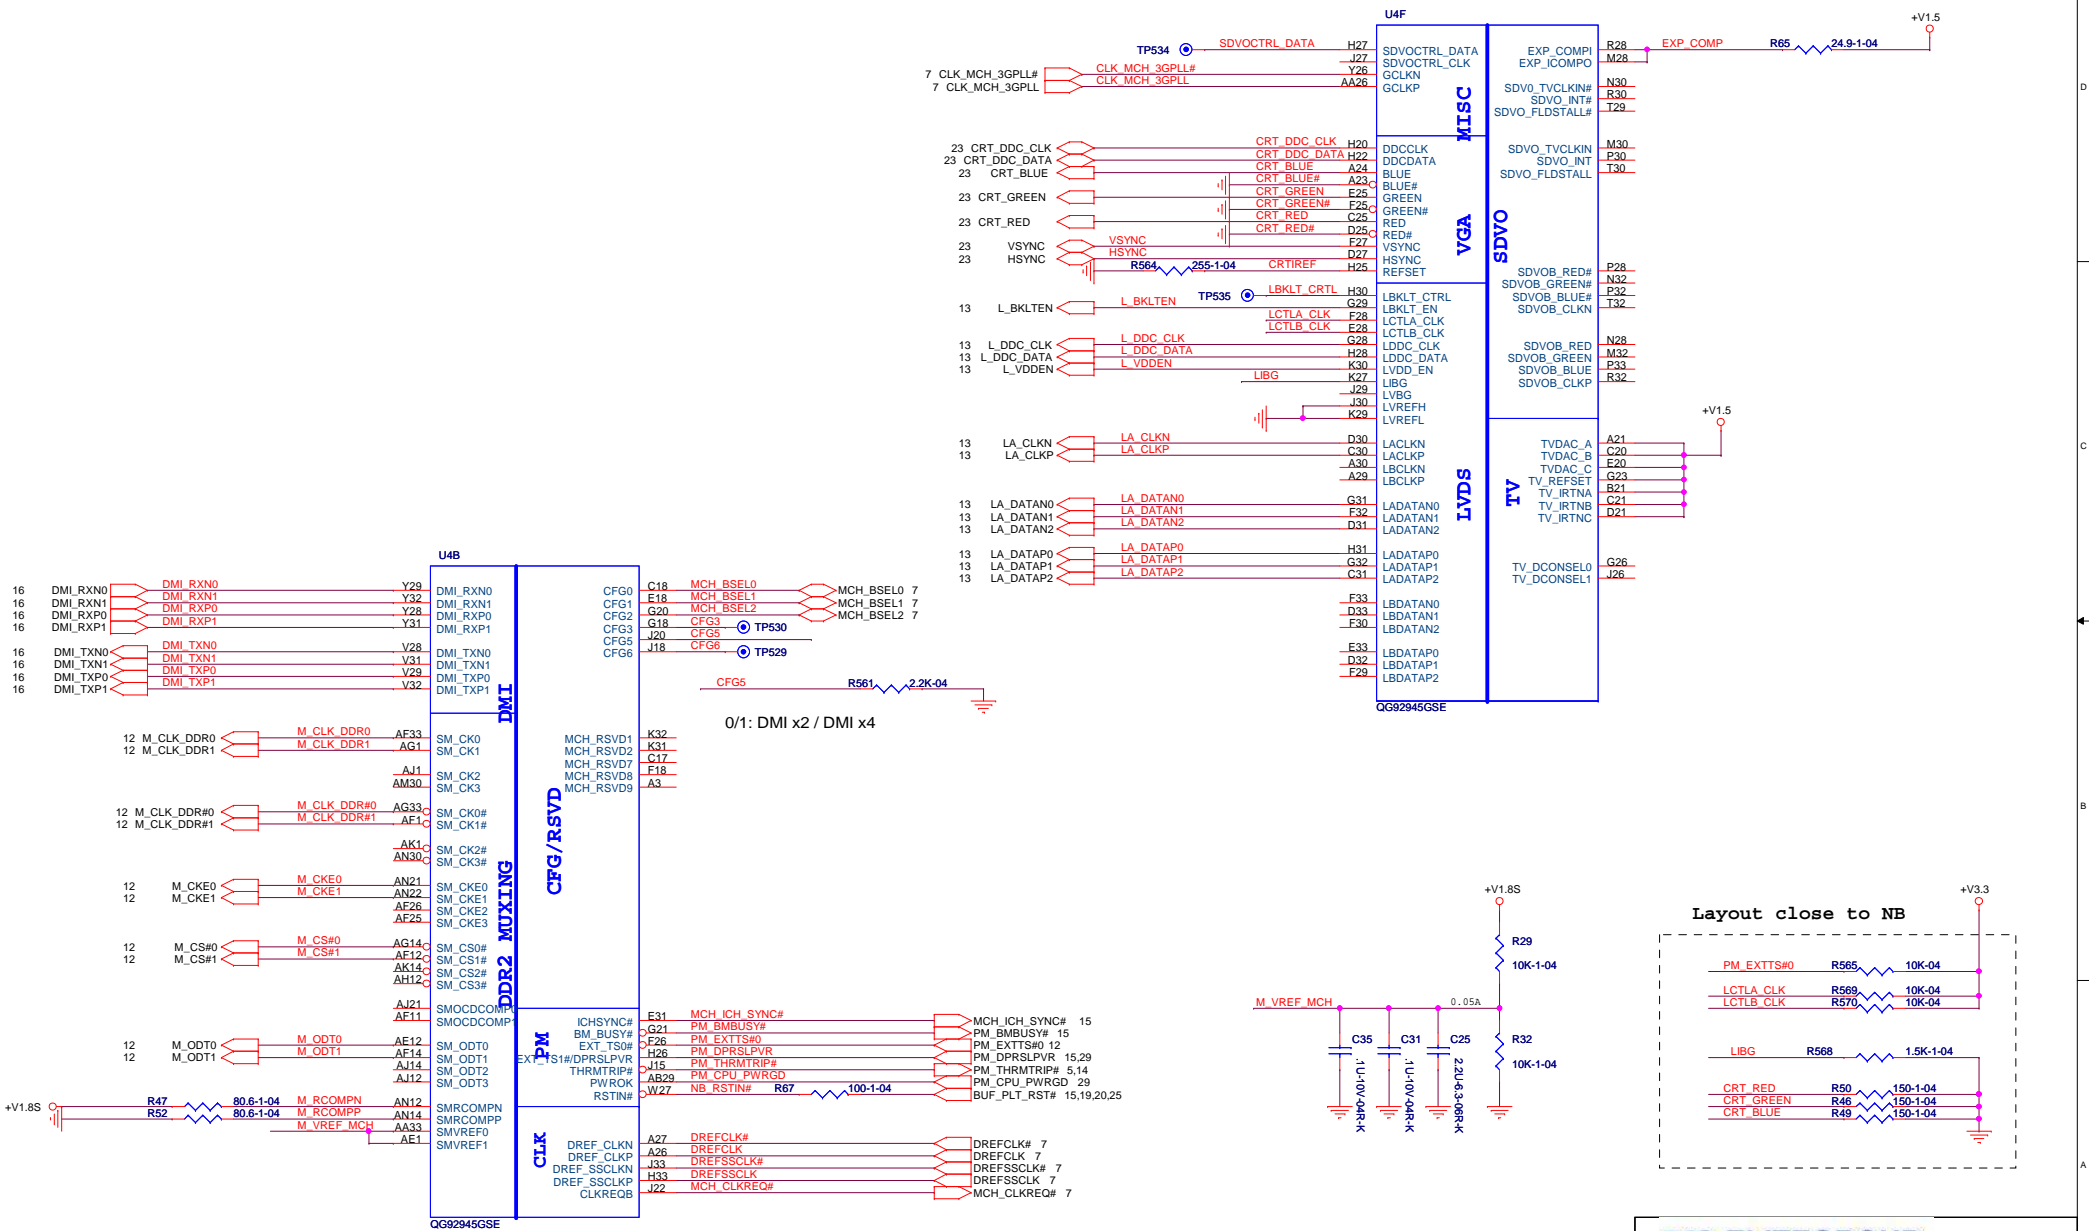 U4F
+V1.5
TP534 SDVOCTRL_DATA H27 SDVOCTRL_DATA EXP_COMPI R28 EXP_COMP R65 24.9-1-04
J27 SDVOCTRL_CLK EXP_ICOMPO M28
7 CLK_MCH_3GPLL# CLK_MCH_3GPLL# Y26 GCLKN
7 CLK_MCH_3GPLL CLK_MCH_3GPLL AA26 GCLKP SDV0_TVCLKIN# N30
SDVO_INT# R30
SDVO_FLDSTALL# T29
MISC
23 CRT_DDC_CLK CRT_DDC_CLK H20 DDCCLK SDVO_TVCLKIN M30
23 CRT_DDC_DATA CRT_DDC_DATA H22 DDCDATA SDVO_INT P30
23 CRT_BLUE CRT_BLUE A24 BLUE SDVO_FLDSTALL T30
CRT_BLUE# A23 BLUE#
23 CRT_GREEN CRT_GREEN E25 GREEN
CRT_GREEN# F25 GREEN#
23 CRT_RED CRT_RED C25 RED
CRT_RED# D25 RED#
VGA SDVO
23 VSYNC VSYNC F27 VSYNC
23 HSYNC HSYNC D27 HSYNC
R564 255-1-04 CRTIREF H25 REFSET SDVOB_RED# P28
SDVOB_GREEN# N32
TP535 LBKLT_CRTL H30 LBKLT_CTRL SDVOB_BLUE# P32
13 L_BKLTEN L_BKLTEN G29 LBKLT_EN SDVOB_CLKN T32
LCTLA_CLK F28 LCTLA_CLK
LCTLB_CLK E28 LCTLB_CLK
13 L_DDC_CLK L_DDC_CLK G28 LDDC_CLK SDVOB_RED N28
13 L_DDC_DATA L_DDC_DATA H28 LDDC_DATA SDVOB_GREEN M32
13 L_VDDEN L_VDDEN K30 LVDD_EN SDVOB_BLUE P33
LIBG K27 LIBG SDVOB_CLKP R32
J29 LVBG
J30 LVREFH
K29 LVREFL
+V1.5
13 LA_CLKN LA_CLKN D30 LACLKN TVDAC_A A21
13 LA_CLKP LA_CLKP C30 LACLKP TVDAC_B C20
A30 LBCLKN TVDAC_C E20
A29 LBCLKP TV_REFSET G23
TV_IRTNA B21
LVDS TV
13 LA_DATAN0 LA_DATAN0 G31 LADATAN0 TV_IRTNB C21
13 LA_DATAN1 LA_DATAN1 F32 LADATAN1 TV_IRTNC D21
13 LA_DATAN2 LA_DATAN2 D31 LADATAN2
13 LA_DATAP0 LA_DATAP0 H31 LADATAP0
13 LA_DATAP1 LA_DATAP1 G32 LADATAP1 TV_DCONSEL0 G26
13 LA_DATAP2 LA_DATAP2 C31 LADATAP2 TV_DCONSEL1 J26
F33 LBDATAN0
D33 LBDATAN1
F30 LBDATAN2
E33 LBDATAP0
D32 LBDATAP1
F29 LBDATAP2
QG92945GSE
U4B
16 DMI_RXN0 DMI_RXN0 Y29 DMI_RXN0 CFG0 C18 MCH_BSEL0 MCH_BSEL0 7
16 DMI_RXN1 DMI_RXN1 Y32 DMI_RXN1 CFG1 E18 MCH_BSEL1 MCH_BSEL1 7
16 DMI_RXP0 DMI_RXP0 Y28 DMI_RXP0 CFG2 G20 MCH_BSEL2 MCH_BSEL2 7
16 DMI_RXP1 DMI_RXP1 Y31 DMI_RXP1 CFG3 G18 CFG3 TP530
CFG5 J20 CFG5
16 DMI_TXN0 DMI_TXN0 V28 DMI_TXN0 CFG6 J18 CFG6 TP529
16 DMI_TXN1 DMI_TXN1 V31 DMI_TXN1
16 DMI_TXP0 DMI_TXP0 V29 DMI_TXP0
16 DMI_TXP1 DMI_TXP1 V32 DMI_TXP1
CFG5 R561 2.2K-04
DMI
0/1: DMI x2 / DMI x4
12 M_CLK_DDR0 M_CLK_DDR0 AF33 SM_CK0 MCH_RSVD1 K32
12 M_CLK_DDR1 M_CLK_DDR1 AG1 SM_CK1 MCH_RSVD2 K31
MCH_RSVD7 C17
AJ1 SM_CK2 MCH_RSVD8 F18
AM30 SM_CK3 MCH_RSVD9 A3
12 M_CLK_DDR#0 M_CLK_DDR#0 AG33 SM_CK0#
12 M_CLK_DDR#1 M_CLK_DDR#1 AF1 SM_CK1#
AK1 SM_CK2#
AN30 SM_CK3#
CFG/RSVD
12 M_CKE0 M_CKE0 AN21 SM_CKE0
12 M_CKE1 M_CKE1 AN22 SM_CKE1
AF26 SM_CKE2
AF25 SM_CKE3
DDR2 MUXING
12 M_CS#0 M_CS#0 AG14 SM_CS0#
12 M_CS#1 M_CS#1 AF12 SM_CS1#
AK14 SM_CS2#
AH12 SM_CS3#
AJ21 SMOCDCOMP0
AF11 SMOCDCOMP1
ICHSYNC# E31 MCH_ICH_SYNC# MCH_ICH_SYNC# 15
BM_BUSY# G21 PM_BMBUSY# PM_BMBUSY# 15
12 M_ODT0 M_ODT0 AE12 SM_ODT0 EXT_TS0# F26 PM_EXTTS#0 PM_EXTTS#0 12
12 M_ODT1 M_ODT1 AF14 SM_ODT1 EXT_TS1#/DPRSLPVR H26 PM_DPRSLPVR PM_DPRSLPVR 15,29
AJ14 SM_ODT2 THRMTRIP# J15 PM_THRMTRIP# PM_THRMTRIP# 5,14
AJ12 SM_ODT3 PWROK AB29 PM_CPU_PWRGD PM_CPU_PWRGD 29
RSTIN# W27 NB_RSTIN# R67 100-1-04 BUF_PLT_RST# 15,19,20,25
PM
+V1.8S R47 80.6-1-04 M_RCOMPN AN12 SMRCOMPN
R52 80.6-1-04 M_RCOMPP AN14 SMRCOMPP
M_VREF_MCH AA33 SMVREF0
AE1 SMVREF1
DREF_CLKN A27 DREFCLK# DREFCLK# 7
DREF_CLKP A26 DREFCLK DREFCLK 7
DREF_SSCLKN J33 DREFSSCLK# DREFSSCLK# 7
DREF_SSCLKP H33 DREFSSCLK DREFSSCLK 7
CLKREQB J22 MCH_CLKREQ# MCH_CLKREQ# 7
CLK
QG92945GSE
+V1.8S
R29
10K-1-04
M_VREF_MCH 0.05A
C35 C31 C25 R32
.1U-10V-04R-K .1U-10V-04R-K 2.2U-6.3-06R-K 10K-1-04
+V3.3
Layout close to NB
PM_EXTTS#0 R565 10K-04
LCTLA_CLK R569 10K-04
LCTLB_CLK R570 10K-04
LIBG R568 1.5K-1-04
CRT_RED R50 150-1-04
CRT_GREEN R46 150-1-04
CRT_BLUE R49 150-1-04
D
C
B
A